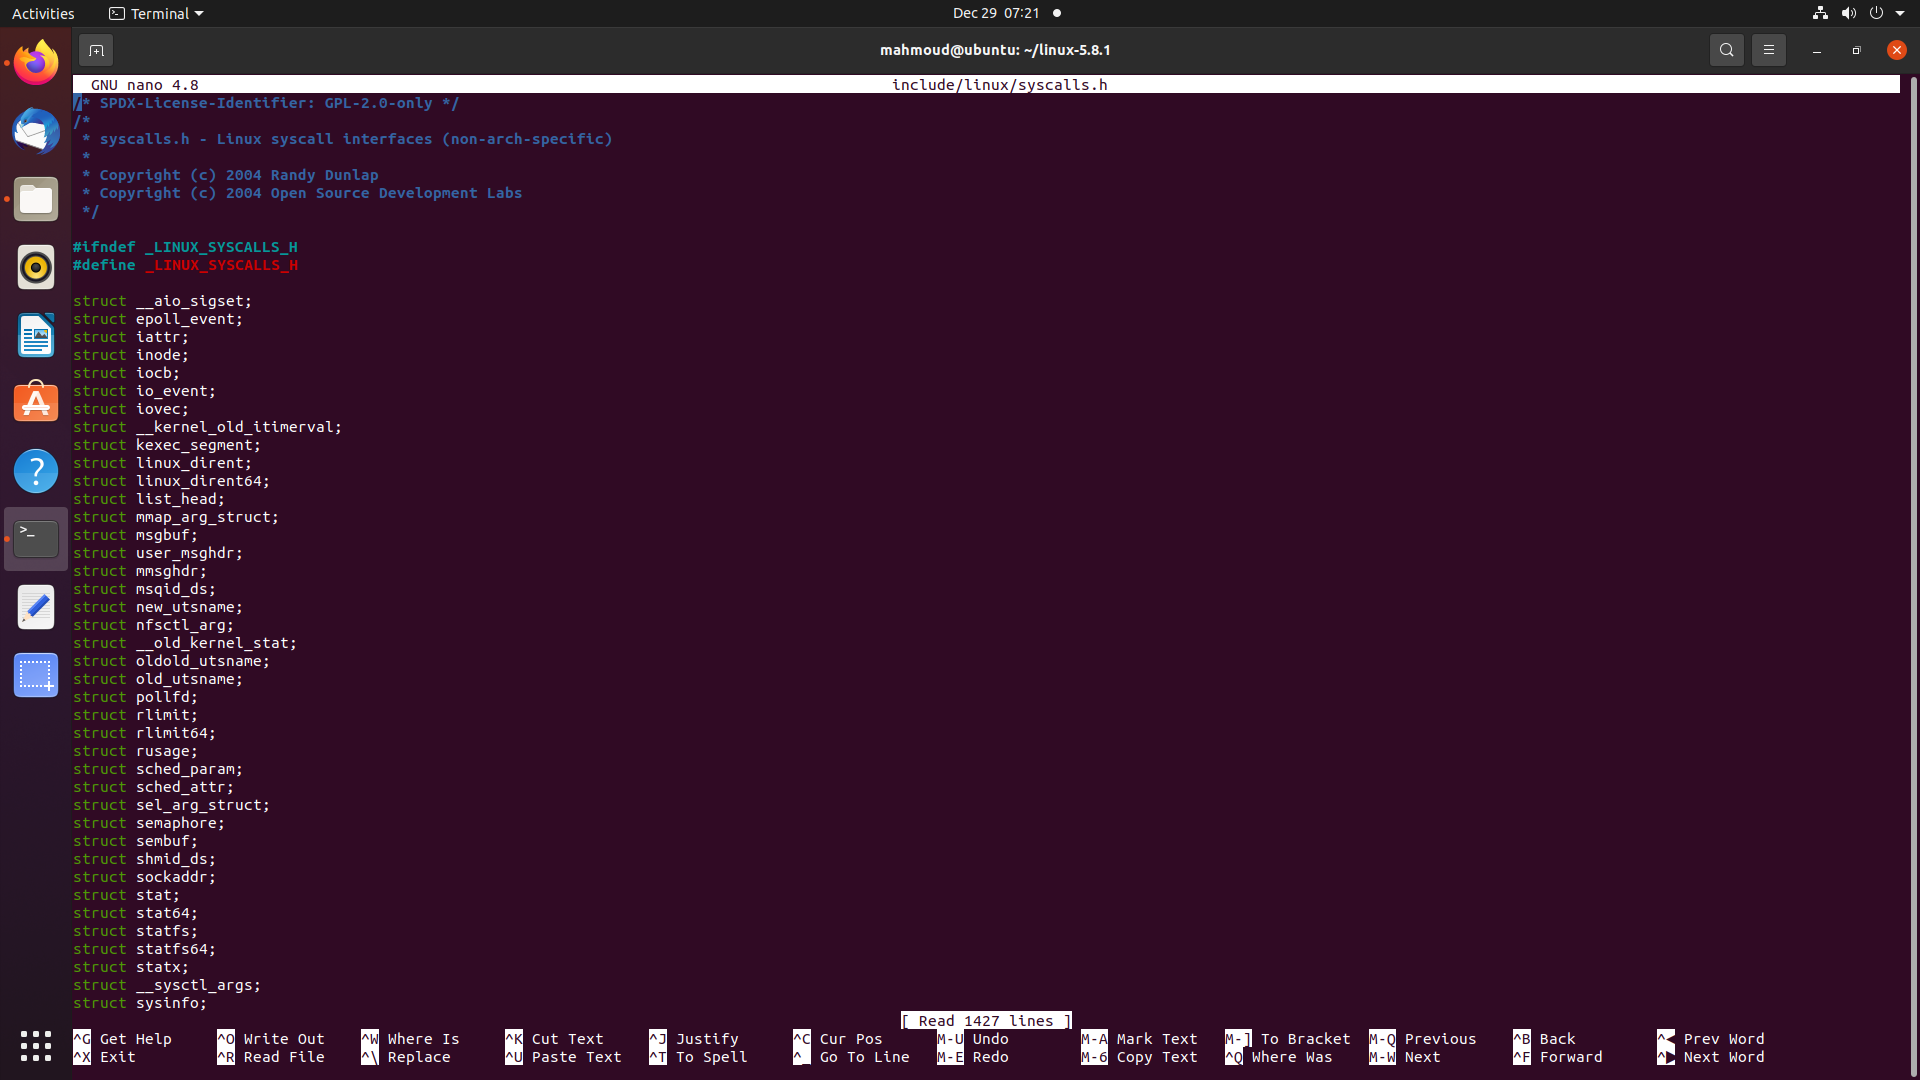 Activities Terminal Dec 29 07:21
mahmoud@ubuntu: ~/linux-5.8.1
GNU nano 4.8 include/linux/syscalls.h
/* SPDX-License-Identifier: GPL-2.0-only */
/*
 * syscalls.h - Linux syscall interfaces (non-arch-specific)
 *
 * Copyright (c) 2004 Randy Dunlap
 * Copyright (c) 2004 Open Source Development Labs
 */
#ifndef _LINUX_SYSCALLS_H
#define _LINUX_SYSCALLS_H
struct __aio_sigset;
struct epoll_event;
struct iattr;
struct inode;
struct iocb;
struct io_event;
struct iovec;
struct __kernel_old_itimerval;
struct kexec_segment;
struct linux_dirent;
struct linux_dirent64;
struct list_head;
struct mmap_arg_struct;
struct msgbuf;
struct user_msghdr;
struct mmsghdr;
struct msqid_ds;
struct new_utsname;
struct nfsctl_arg;
struct __old_kernel_stat;
struct oldold_utsname;
struct old_utsname;
struct pollfd;
struct rlimit;
struct rlimit64;
struct rusage;
struct sched_param;
struct sched_attr;
struct sel_arg_struct;
struct semaphore;
struct sembuf;
struct shmid_ds;
struct sockaddr;
struct stat;
struct stat64;
struct statfs;
struct statfs64;
struct statx;
struct __sysctl_args;
struct sysinfo;
[ Read 1427 lines ]
^G Get Help ^O Write Out ^W Where Is ^K Cut Text ^J Justify ^C Cur Pos M-U Undo M-A Mark Text M-] To Bracket M-Q Previous ^B Back ^◀ Prev Word
^X Exit ^R Read File ^\ Replace ^U Paste Text ^T To Spell ^_ Go To Line M-E Redo M-6 Copy Text ^Q Where Was M-W Next ^F Forward ^▶ Next Word